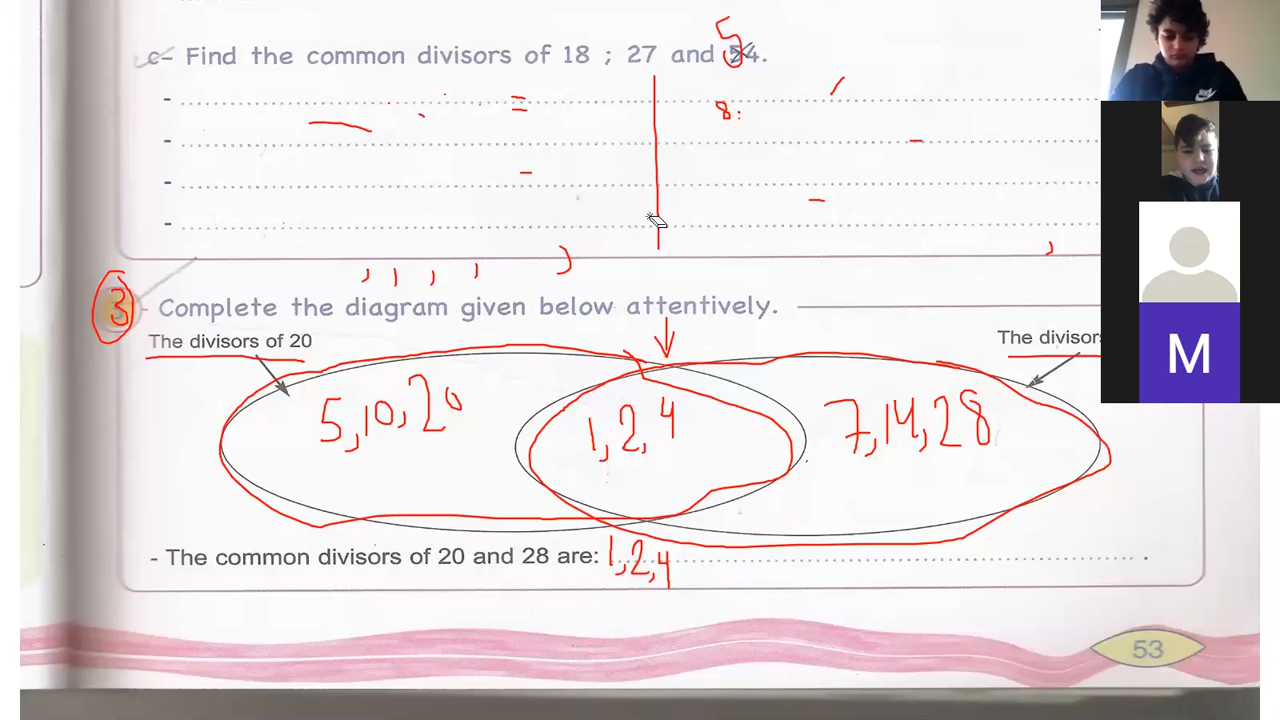 c- Find the common divisors of 18 ; 27 and 54.
5
8:
3 - Complete the diagram given below attentively.
The divisors of 20
The divisors
5,10,20
1,2,4
7,14,28
- The common divisors of 20 and 28 are: 1,2,4
53
M